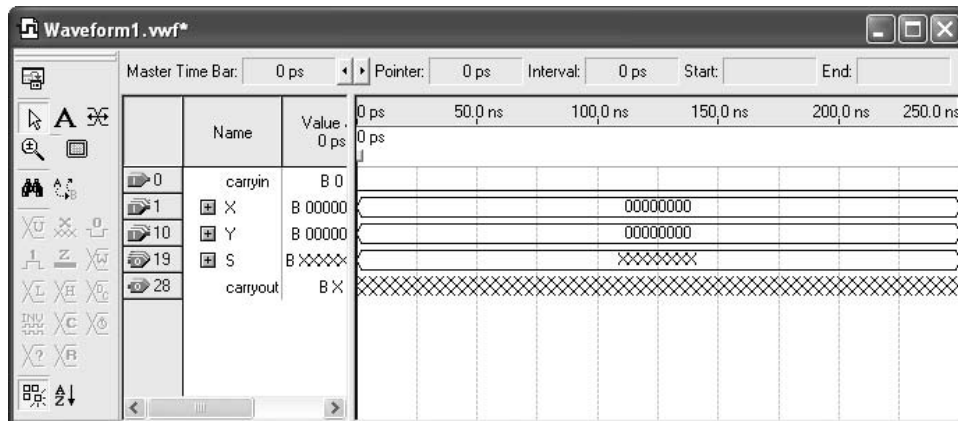 Waveform1.vwf*
Master Time Bar: 0 ps Pointer: 0 ps Interval: 0 ps Start: End:
Name Value 0 ps
0 ps 50.0 ns 100.0 ns 150.0 ns 200.0 ns 250.0 ns
0 ps
0 carryin B 0
1 X B 00000 00000000
10 Y B 00000 00000000
19 S B XXXXX XXXXXXXX
28 carryout B X